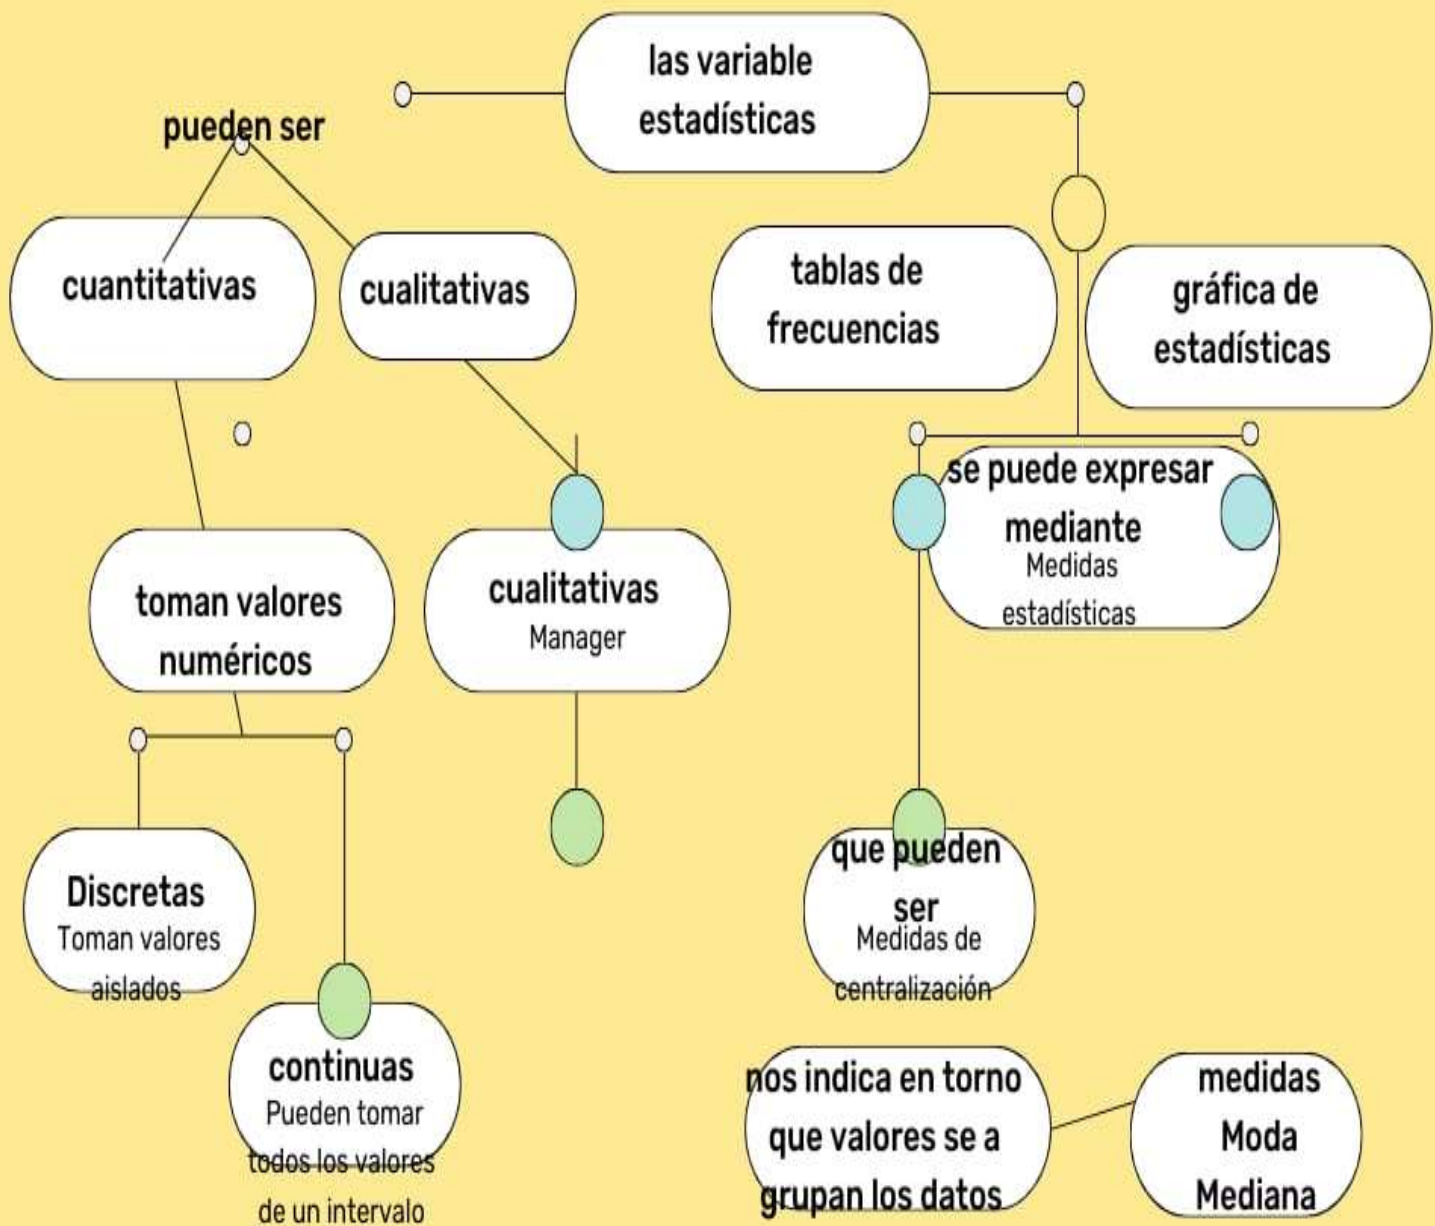 las variable
estadísticas
pueden ser
cuantitativas
cualitativas
tablas de
frecuencias
gráfica de
estadísticas
se puede expresar
mediante
Medidas
estadísticas
toman valores
numéricos
cualitativas
Manager
Discretas
Toman valores
aislados
continuas
Pueden tomar
todos los valores
de un intervalo
que pueden
ser
Medidas de
centralización
nos indica en torno
que valores se a
grupan los datos
medidas
Moda
Mediana